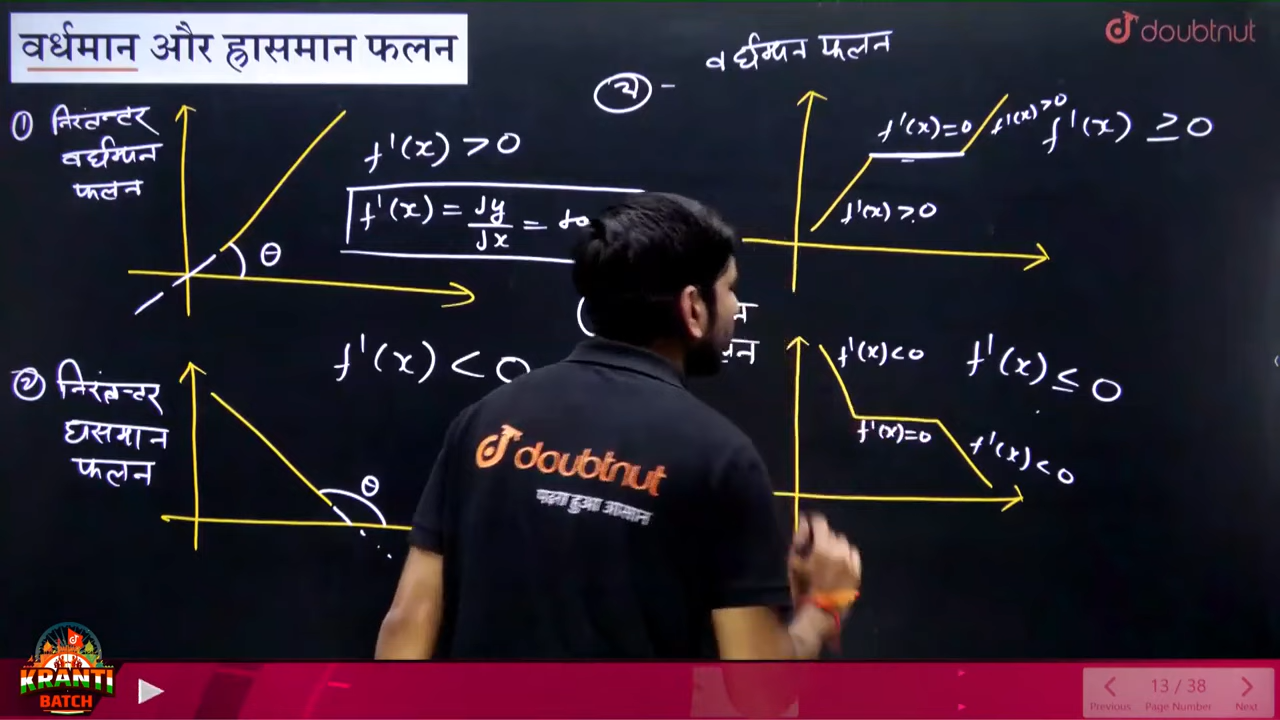 वर्धमान और ह्रासमान फलन
doubtnut
① निरन्तर
वर्धमान
फलन
f'(x) > 0
f'(x) = dy/dx =
θ
② निरन्तर
ह्रासमान
फलन
f'(x) < 0
θ
वर्धमान फलन
f'(x) = 0
f'(x) > 0
f'(x) ≥ 0
f'(x) > 0
f'(x) < 0
f'(x) ≤ 0
f'(x) = 0
f'(x) < 0
doubtnut
पढ़ना हुआ आसान
KRANTI
BATCH
13 / 38
Previous Page Number Next